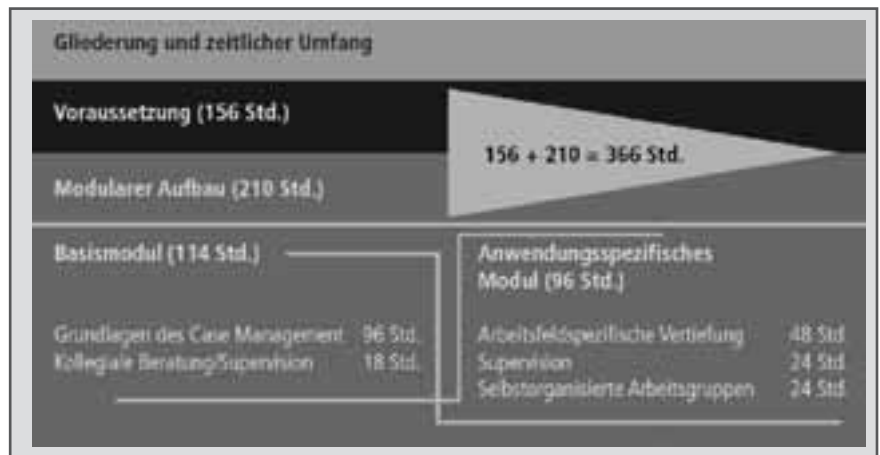 Gliederung und zeitlicher Umfang
Voraussetzung (156 Std.)
156 + 210 = 366 Std.
Modularer Aufbau (210 Std.)
Basismodul (114 Std.)
Grundlagen des Case Management 96 Std.
Kollegiale Beratung/Supervision 18 Std.
Anwendungsspezifisches
Modul (96 Std.)
Arbeitsfeldspezifische Vertiefung 48 Std
Supervision 24 Std
Selbstorganisierte Arbeitsgruppen 24 Std